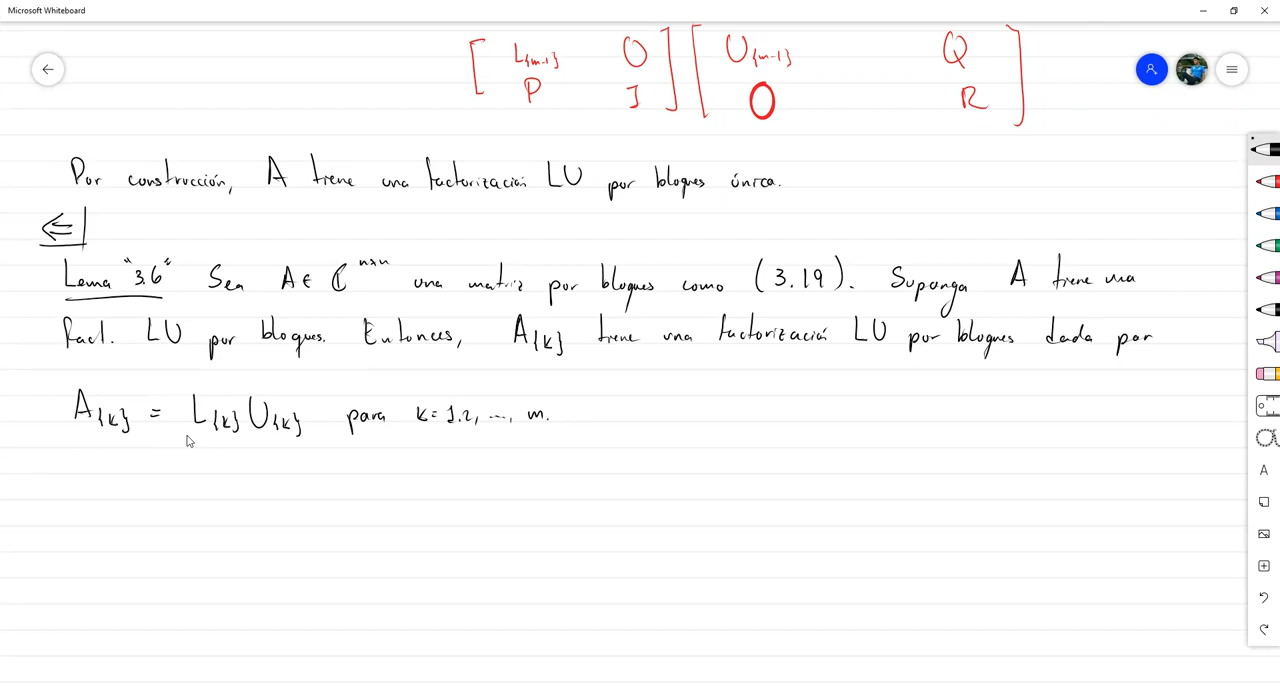 Microsoft Whiteboard
[ L{m-1} O ] [ U{m-1} Q ]
[ P I ] [ O R ]
Por construcción, A tiene una factorización LU por bloques única.
⇐|
Lema "3.6" Sea A ∈ ℂ^{n×n} una matriz por bloques como (3.19). Suponga A tiene una
Fact. LU por bloques. Entonces, A{k} tiene una factorización LU por bloques dada por
A{k} = L{k} U{k} para k = 1.2, ..., m.
A